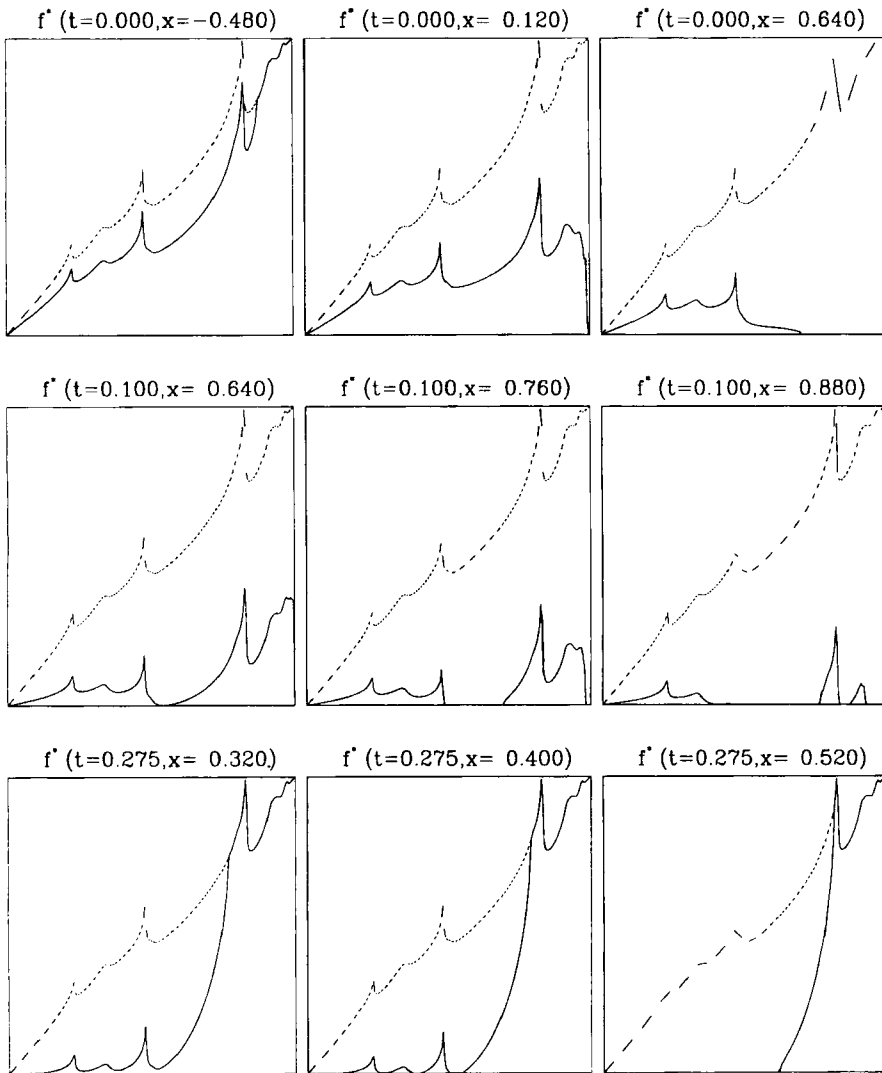 f* (t=0.000,x=−0.480)
f* (t=0.000,x= 0.120)
f* (t=0.000,x= 0.640)
f* (t=0.100,x= 0.640)
f* (t=0.100,x= 0.760)
f* (t=0.100,x= 0.880)
f* (t=0.275,x= 0.320)
f* (t=0.275,x= 0.400)
f* (t=0.275,x= 0.520)